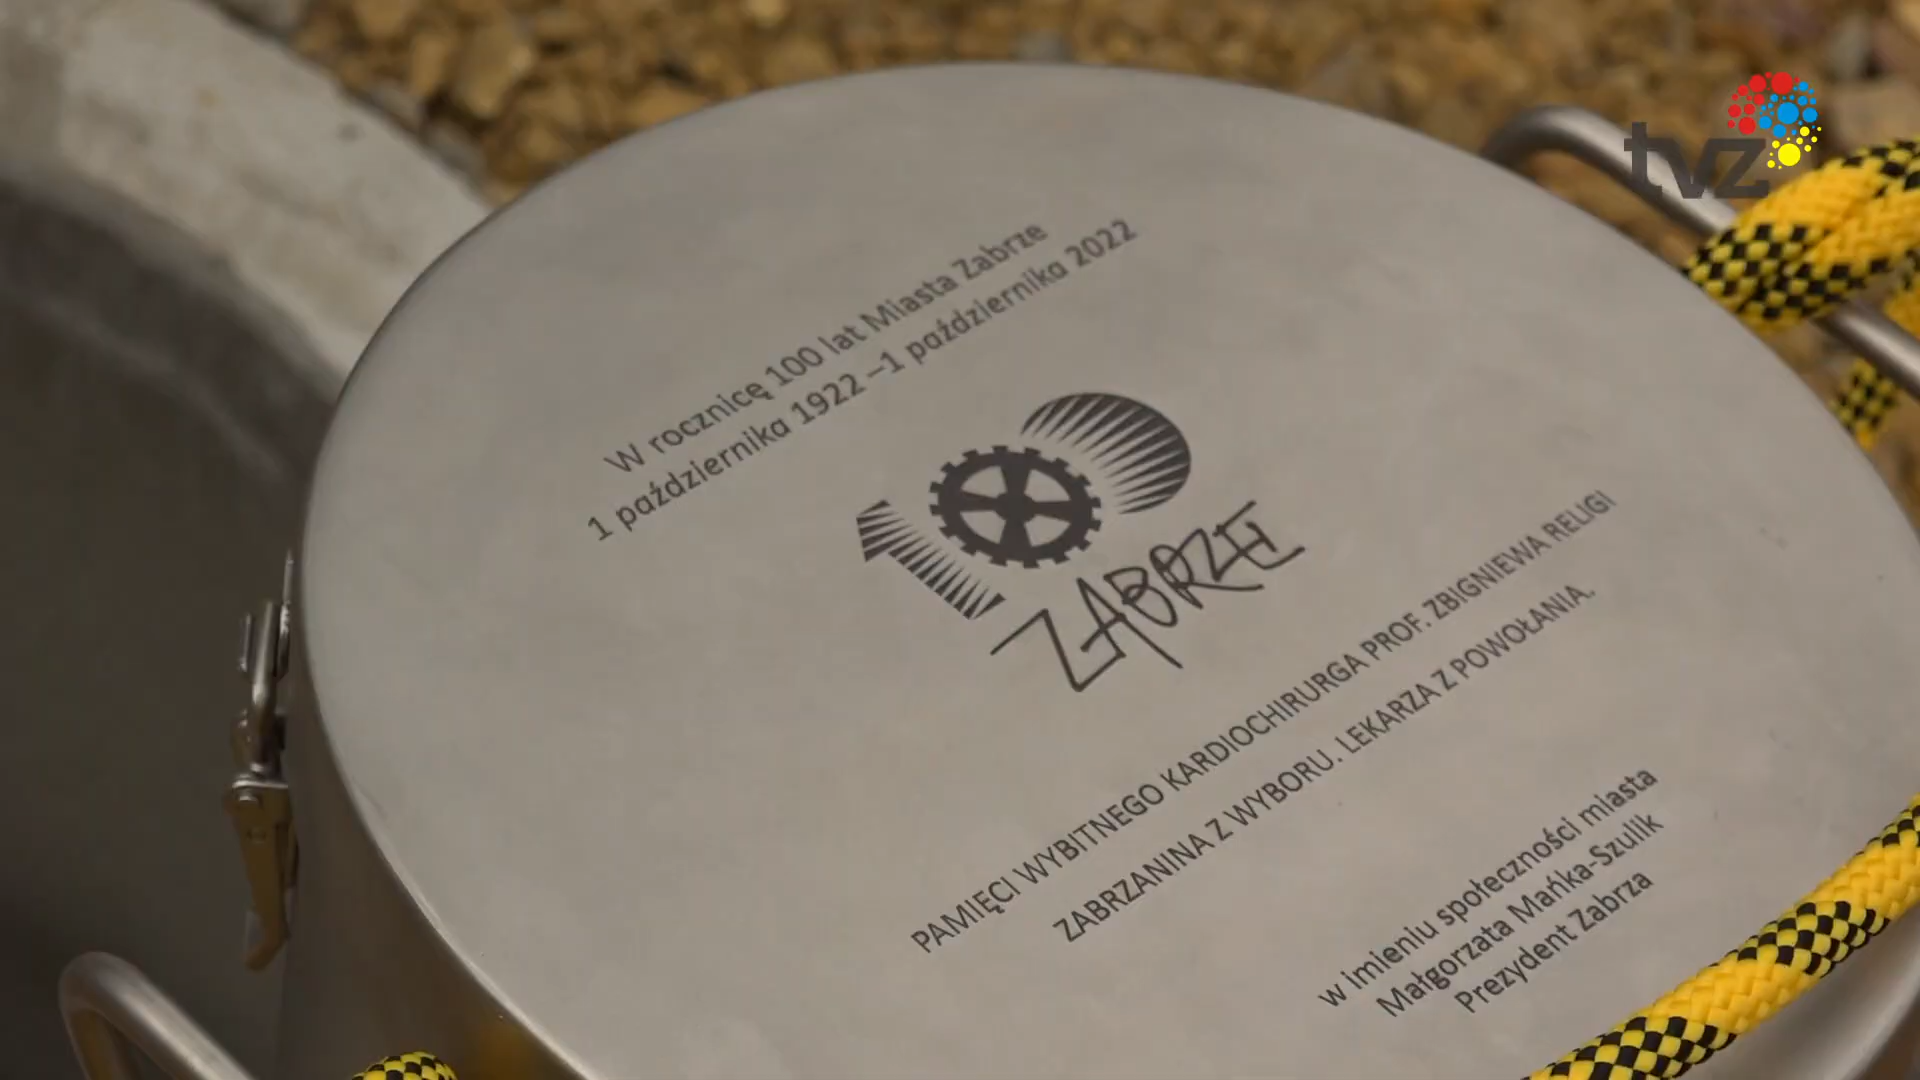 tvz
W rocznicę 100 lat Miasta Zabrze
1 października 1922 –1 października 2022
100
ZABRZE
PAMIĘCI WYBITNEGO KARDIOCHIRURGA PROF. ZBIGNIEWA RELIGI
ZABRZANINA Z WYBORU. LEKARZA Z POWOŁANIA.
w imieniu społeczności miasta
Małgorzata Mańka-Szulik
Prezydent Zabrza